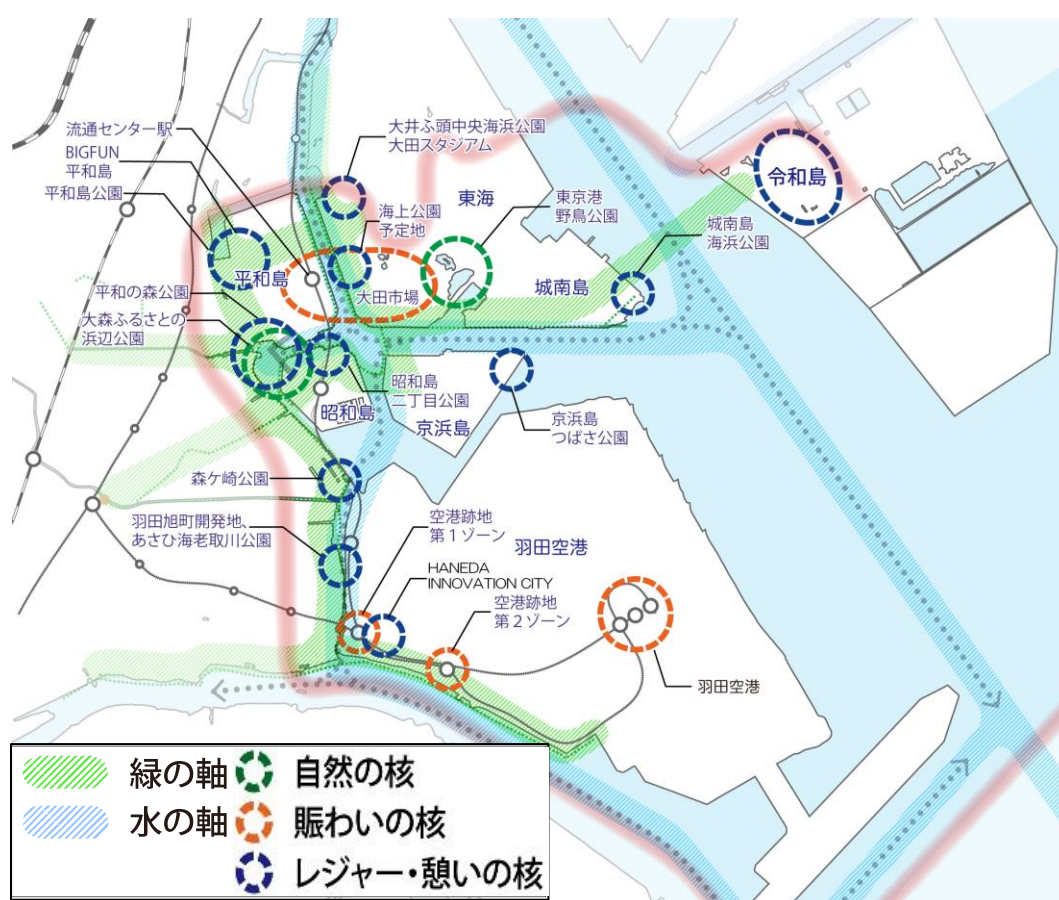 流通センター駅
BIGFUN
平和島
平和島公園
大井ふ頭中央海浜公園
大田スタジアム
海上公園
予定地
東海
東京港
野鳥公園
令和島
城南島
海浜公園
平和島
大田市場
城南島
平和の森公園
大森ふるさとの
浜辺公園
昭和島
二丁目公園
昭和島
京浜島
京浜島
つばさ公園
森ケ崎公園
羽田旭町開発地、
あさひ海老取川公園
空港跡地
第1ゾーン
羽田空港
HANEDA
INNOVATION CITY
空港跡地
第2ゾーン
羽田空港
緑の軸
自然の核
水の軸
賑わいの核
レジャー・憩いの核